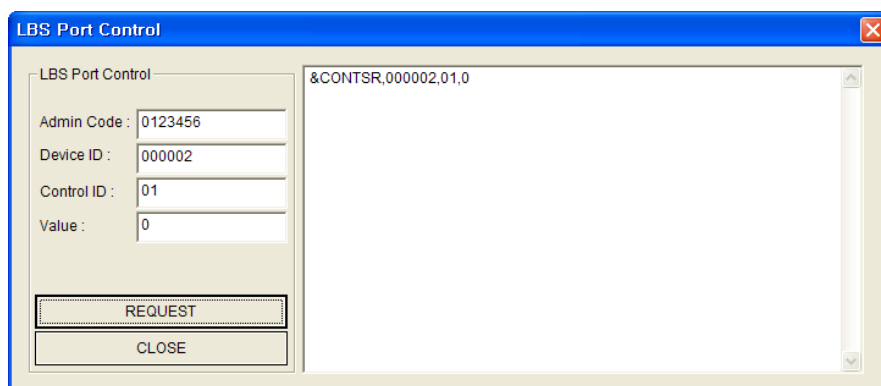 LBS Port Control
LBS Port Control
Admin Code : 0123456
Device ID : 000002
Control ID : 01
Value : 0
REQUEST
CLOSE
&CONTSR,000002,01,0